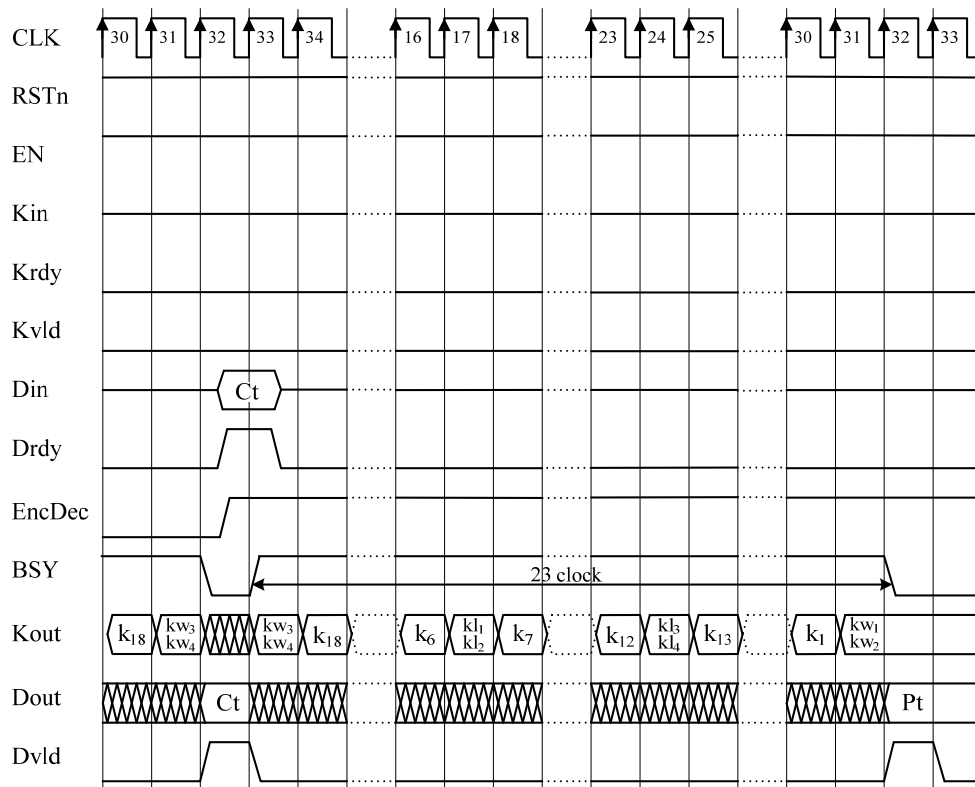 CLK 30 31 32 33 34 16 17 18 23 24 25 30 31 32 33
RSTn
EN
Kin
Krdy
Kvld
Din Ct
Drdy
EncDec
BSY 23 clock
Kout k18 kw3 kw4 kw3 kw4 k18 k6 kl1 kl2 k7 k12 kl3 kl4 k13 k1 kw1 kw2
Dout Ct Pt
Dvld